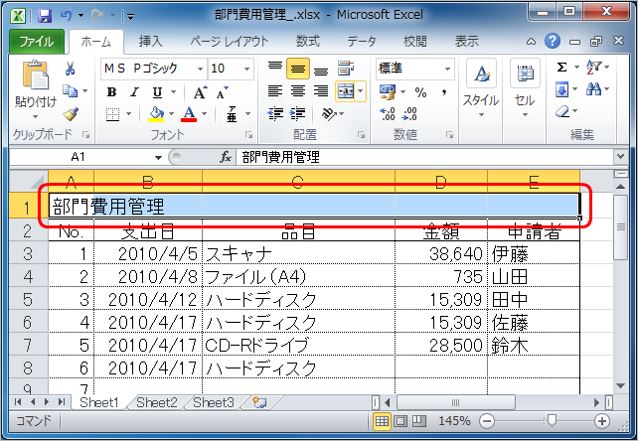 部門費用管理_.xlsx - Microsoft Excel
ファイル ホーム 挿入 ページ レイアウト 数式 データ 校閲 表示
貼り付け MS Pゴシック 10 標準 スタイル セル
B I U A A
A 亜
% ,
クリップボード フォント 配置 数値 編集
A1 fx 部門費用管理
A B C D E
1 部門費用管理
2 No. 支出日 品目 金額 申請者
3 1 2010/4/5 スキャナ 38,640 伊藤
4 2 2010/4/8 ファイル(A4) 735 山田
5 3 2010/4/12 ハードディスク 15,309 田中
6 4 2010/4/17 ハードディスク 15,309 佐藤
7 5 2010/4/17 CD-Rドライブ 28,500 鈴木
8 6 2010/4/17 ハードディスク
9 7
Sheet1 Sheet2 Sheet3
コマンド 145%